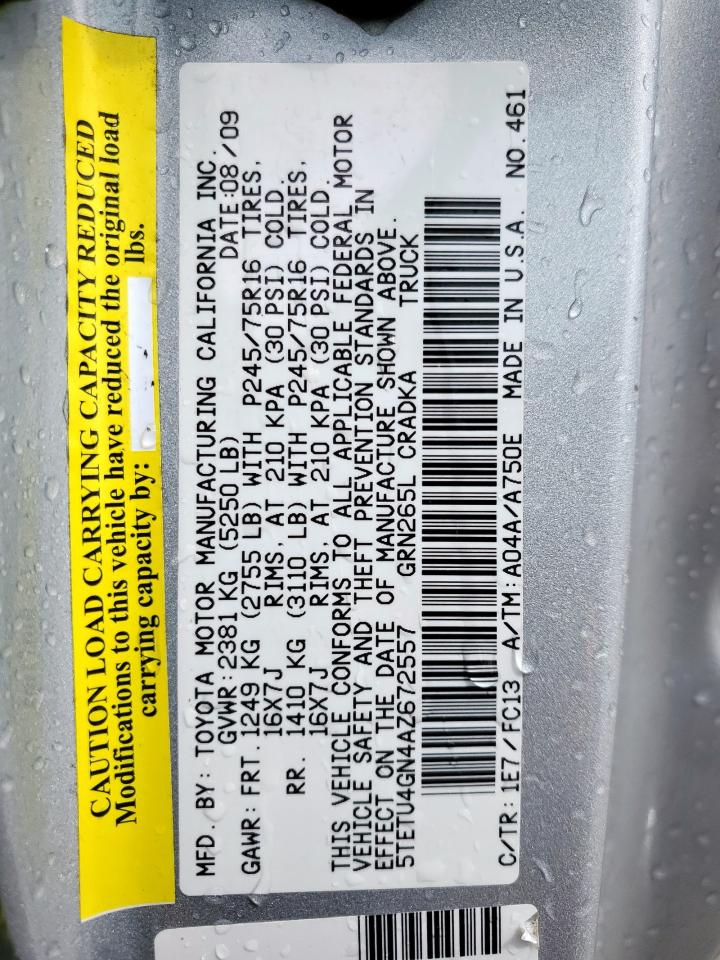 CAUTION LOAD CARRYING CAPACITY REDUCED
Modifications to this vehicle have reduced the original load
carrying capacity by: lbs.
MFD. BY: TOYOTA MOTOR MANUFACTURING CALIFORNIA INC.
GVWR:2381 KG (5250 LB) DATE:08/09
GAWR: FRT. 1249 KG (2755 LB) WITH P245/75R16 TIRES,
16X7J RIMS, AT 210 KPA (30 PSI) COLD
RR. 1410 KG (3110 LB) WITH P245/75R16 TIRES,
16X7J RIMS, AT 210 KPA (30 PSI) COLD
THIS VEHICLE CONFORMS TO ALL APPLICABLE FEDERAL MOTOR
VEHICLE SAFETY AND THEFT PREVENTION STANDARDS IN
EFFECT ON THE DATE OF MANUFACTURE SHOWN ABOVE.
5TETU4GN4AZ672557 GRN265L CRADKA TRUCK
C/TR: 1E7/FC13 A/TM: A04A/A750E MADE IN U.S.A. NO.461